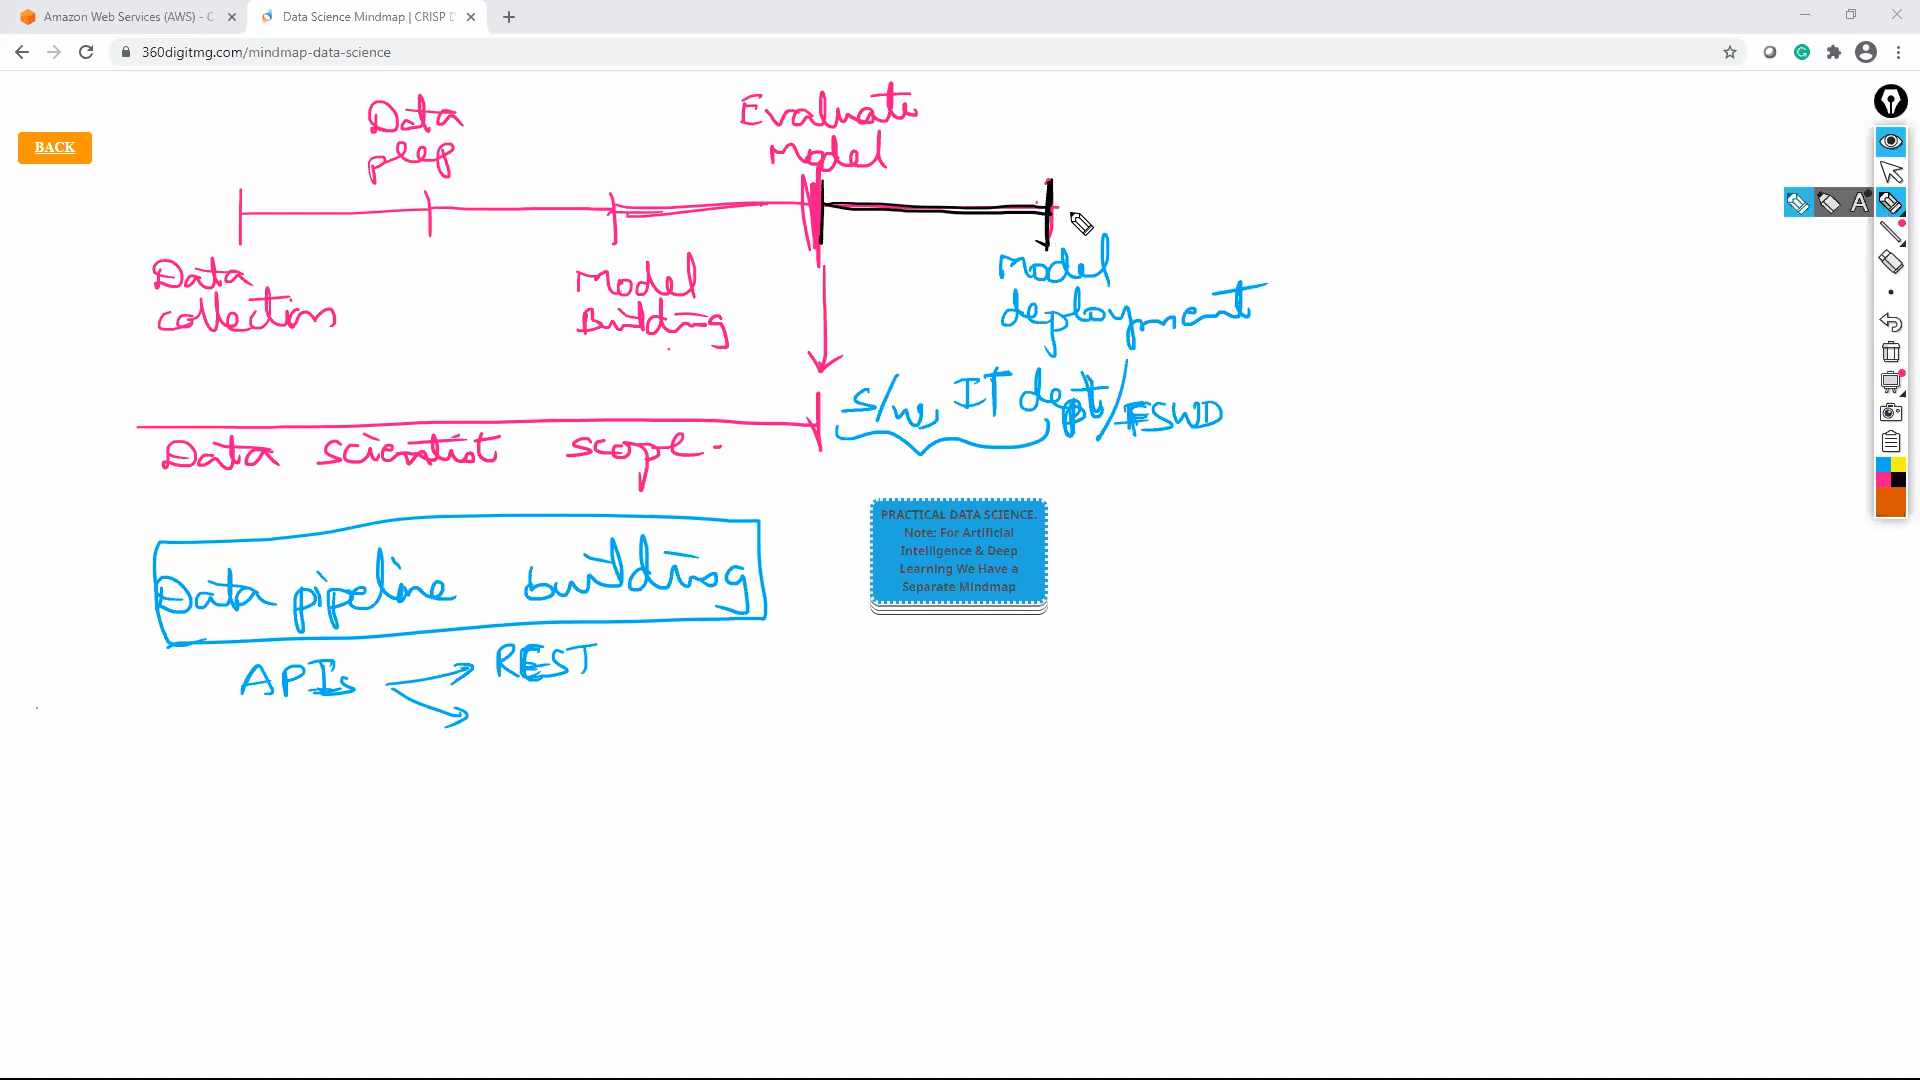 Amazon Web Services (AWS) - C
Data Science Mindmap | CRISP D
360digitmg.com/mindmap-data-science
BACK
Data
prep
Evaluate
Model
Data
collection
Model
Building
Model
deployment
S/w, IT dept/FSWD
Data scientist scope.
PRACTICAL DATA SCIENCE.
Note: For Artificial
Intelligence & Deep
Learning We Have a
Separate Mindmap
Data pipeline building
APIs
REST
A